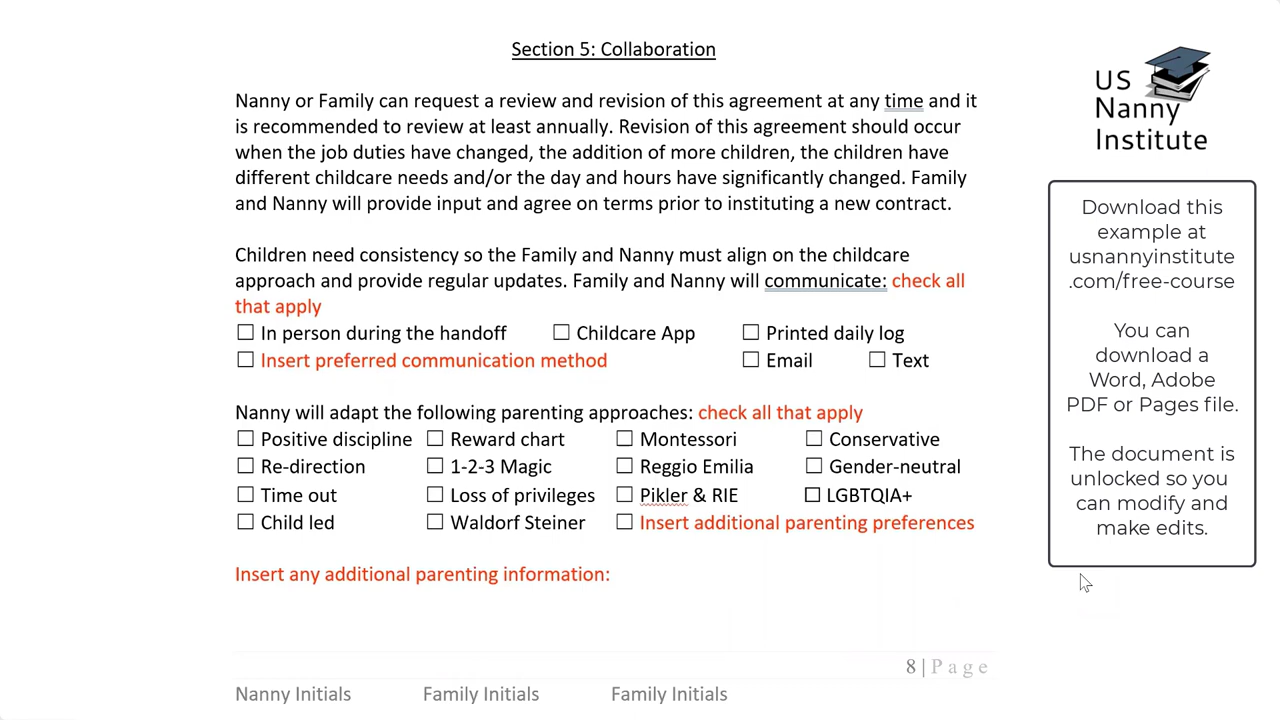 Section 5: Collaboration
Nanny or Family can request a review and revision of this agreement at any time and it
is recommended to review at least annually. Revision of this agreement should occur
when the job duties have changed, the addition of more children, the children have
different childcare needs and/or the day and hours have significantly changed. Family
and Nanny will provide input and agree on terms prior to instituting a new contract.
Children need consistency so the Family and Nanny must align on the childcare
approach and provide regular updates. Family and Nanny will communicate: check all
that apply
☐ In person during the handoff ☐ Childcare App ☐ Printed daily log
☐ Insert preferred communication method ☐ Email ☐ Text
Nanny will adapt the following parenting approaches: check all that apply
☐ Positive discipline ☐ Reward chart ☐ Montessori ☐ Conservative
☐ Re-direction ☐ 1-2-3 Magic ☐ Reggio Emilia ☐ Gender-neutral
☐ Time out ☐ Loss of privileges ☐ Pikler & RIE ☐ LGBTQIA+
☐ Child led ☐ Waldorf Steiner ☐ Insert additional parenting preferences
Insert any additional parenting information:
8 | Page
Nanny Initials Family Initials Family Initials
US
Nanny
Institute
Download this
example at
usnannyinstitute
.com/free-course
You can
download a
Word, Adobe
PDF or Pages file.
The document is
unlocked so you
can modify and
make edits.